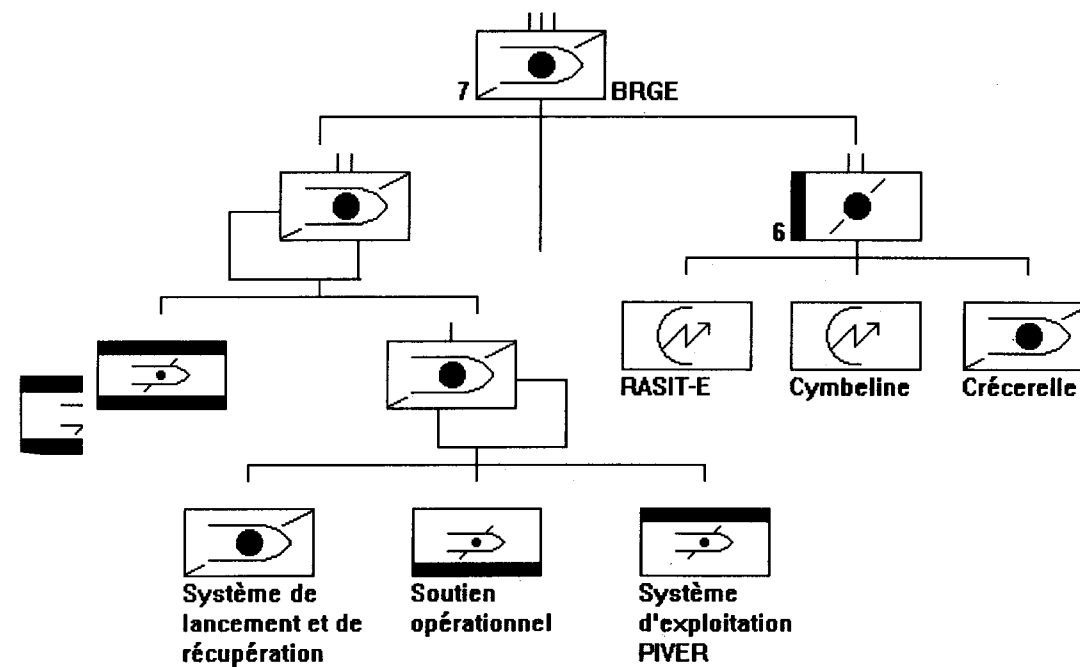 7 BRGE
6
RASIT-E Cymbeline Crécerelle
Système de
lancement et de
récupération
Soutien
opérationnel
Système
d'exploitation
PIVER